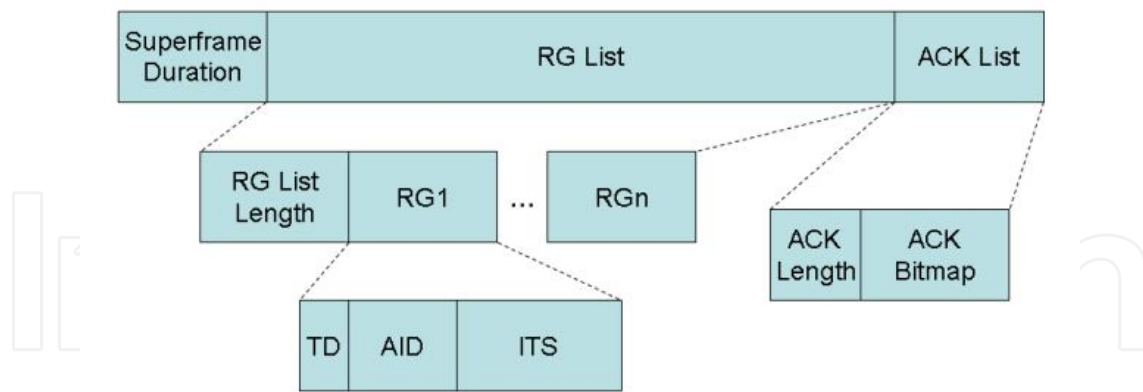 Superframe
Duration
RG List
ACK List
RG List
Length
RG1
...
RGn
ACK
Length
ACK
Bitmap
TD
AID
ITS